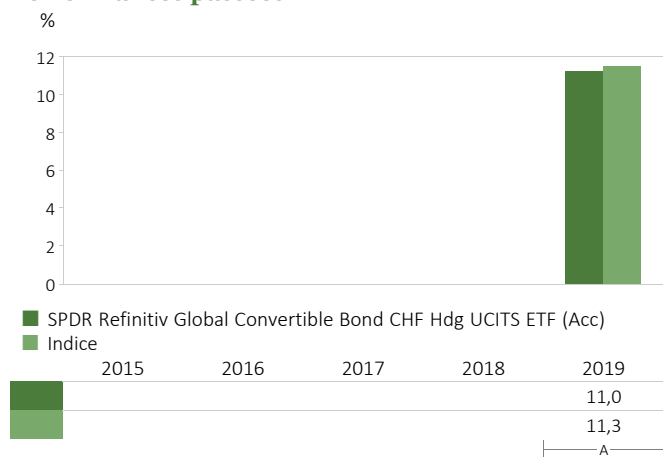 %
12
10
8
6
4
2
0
SPDR Refinitiv Global Convertible Bond CHF Hdg UCITS ETF (Acc)
Indice
2015 2016 2017 2018 2019
11,0
11,3
A